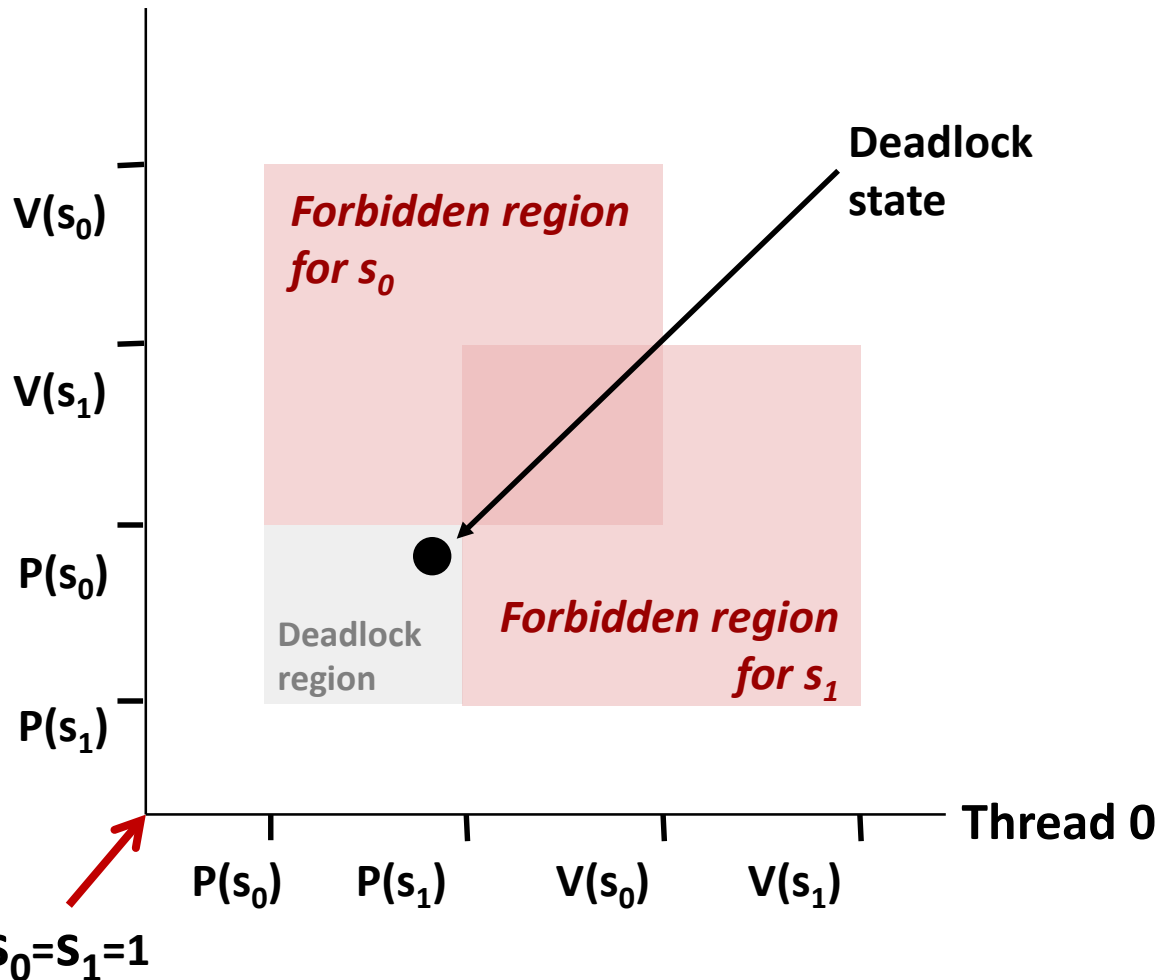 Deadlock
state
V(s₀)
Forbidden region
for s₀
V(s₁)
P(s₀)
Forbidden region
for s₁
Deadlock
region
P(s₁)
Thread 0
P(s₀) P(s₁) V(s₀) V(s₁)
s₀=s₁=1